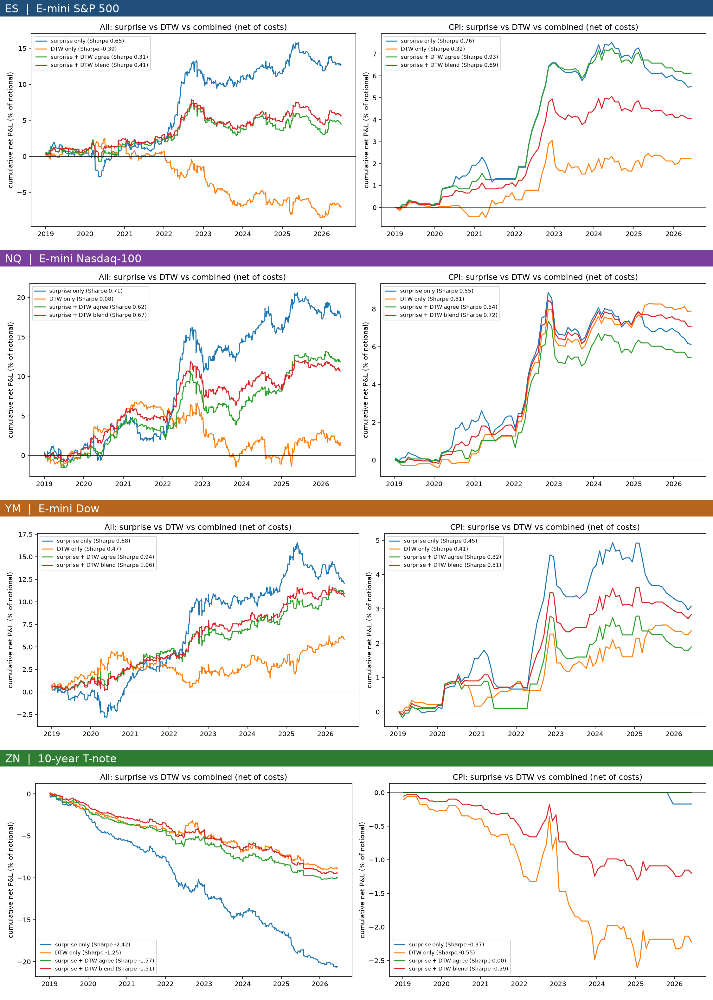 ES | E-mini S&P 500
All: surprise vs DTW vs combined (net of costs)
surprise only (Sharpe 0.65)
DTW only (Sharpe -0.39)
surprise + DTW agree (Sharpe 0.31)
surprise + DTW blend (Sharpe 0.41)
cumulative net P&L (% of notional)
15
10
5
0
−5
2019 2020 2021 2022 2023 2024 2025 2026
CPI: surprise vs DTW vs combined (net of costs)
surprise only (Sharpe 0.76)
DTW only (Sharpe 0.32)
surprise + DTW agree (Sharpe 0.93)
surprise + DTW blend (Sharpe 0.69)
cumulative net P&L (% of notional)
7
6
5
4
3
2
1
0
2019 2020 2021 2022 2023 2024 2025 2026
NQ | E-mini Nasdaq-100
All: surprise vs DTW vs combined (net of costs)
surprise only (Sharpe 0.71)
DTW only (Sharpe 0.08)
surprise + DTW agree (Sharpe 0.62)
surprise + DTW blend (Sharpe 0.67)
cumulative net P&L (% of notional)
20
15
10
5
0
2019 2020 2021 2022 2023 2024 2025 2026
CPI: surprise vs DTW vs combined (net of costs)
surprise only (Sharpe 0.55)
DTW only (Sharpe 0.81)
surprise + DTW agree (Sharpe 0.54)
surprise + DTW blend (Sharpe 0.72)
cumulative net P&L (% of notional)
8
6
4
2
0
2019 2020 2021 2022 2023 2024 2025 2026
YM | E-mini Dow
All: surprise vs DTW vs combined (net of costs)
surprise only (Sharpe 0.68)
DTW only (Sharpe 0.47)
surprise + DTW agree (Sharpe 0.94)
surprise + DTW blend (Sharpe 1.06)
cumulative net P&L (% of notional)
17.5
15.0
12.5
10.0
7.5
5.0
2.5
0.0
−2.5
2019 2020 2021 2022 2023 2024 2025 2026
CPI: surprise vs DTW vs combined (net of costs)
surprise only (Sharpe 0.45)
DTW only (Sharpe 0.41)
surprise + DTW agree (Sharpe 0.32)
surprise + DTW blend (Sharpe 0.51)
cumulative net P&L (% of notional)
5
4
3
2
1
0
2019 2020 2021 2022 2023 2024 2025 2026
ZN | 10-year T-note
All: surprise vs DTW vs combined (net of costs)
cumulative net P&L (% of notional)
0
−5
−10
−15
−20
surprise only (Sharpe -2.42)
DTW only (Sharpe -1.25)
surprise + DTW agree (Sharpe -1.57)
surprise + DTW blend (Sharpe -1.51)
2019 2020 2021 2022 2023 2024 2025 2026
CPI: surprise vs DTW vs combined (net of costs)
cumulative net P&L (% of notional)
0.0
−0.5
−1.0
−1.5
−2.0
−2.5
surprise only (Sharpe -0.37)
DTW only (Sharpe -0.55)
surprise + DTW agree (Sharpe 0.00)
surprise + DTW blend (Sharpe -0.59)
2019 2020 2021 2022 2023 2024 2025 2026